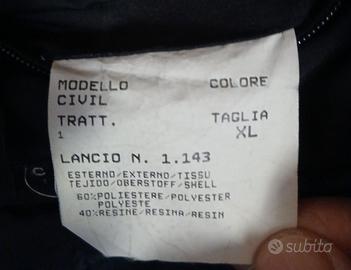 MODELLO COLORE
CIVIL
TRATT. TAGLIA
1 XL
LANCIO N. 1.143
ESTERNO/EXTERNO/TISSU
TEJIDO/OBERSTOFF/SHELL
60%POLIETERE/POLYESTER
POLYESTE
40%RESINE/RESINA/RESIN
subito